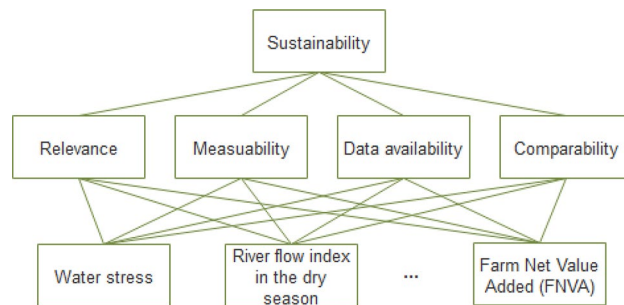 Sustainability
Relevance
Measuability
Data availability
Comparability
Water stress
River flow index
in the dry
season
...
Farm Net Value
Added (FNVA)